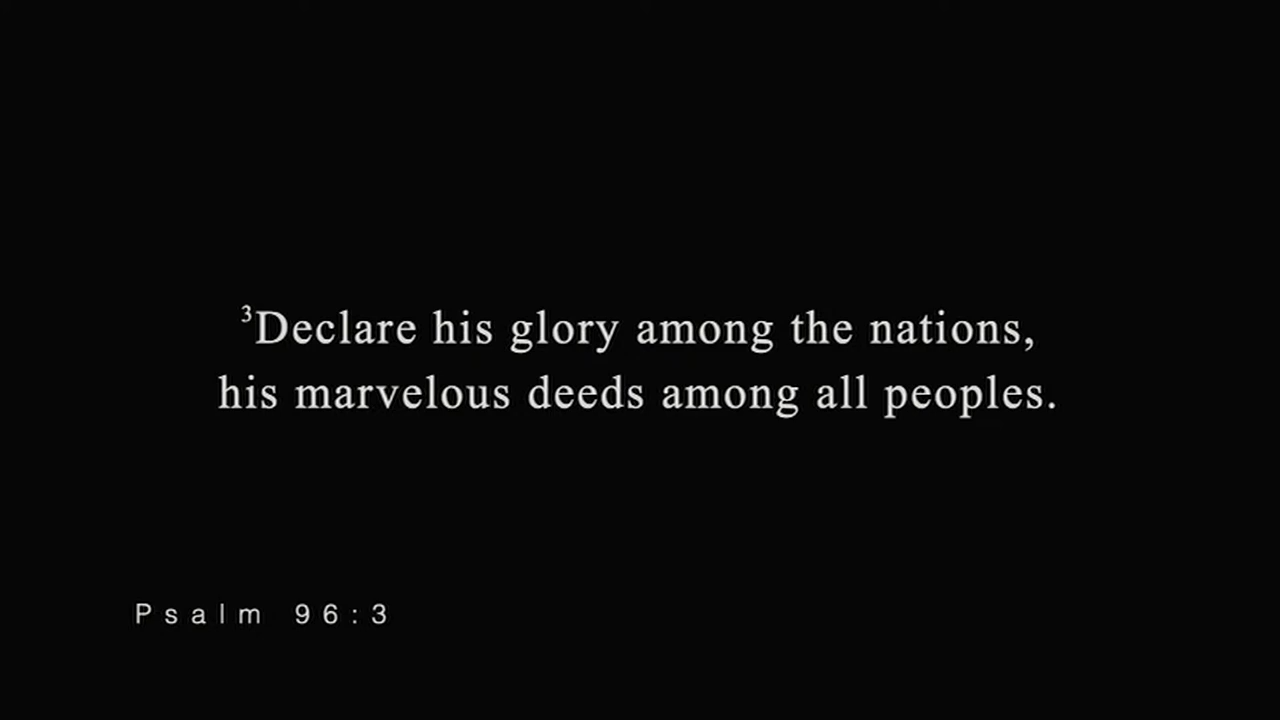 ³Declare his glory among the nations,
his marvelous deeds among all peoples.
Psalm 96:3